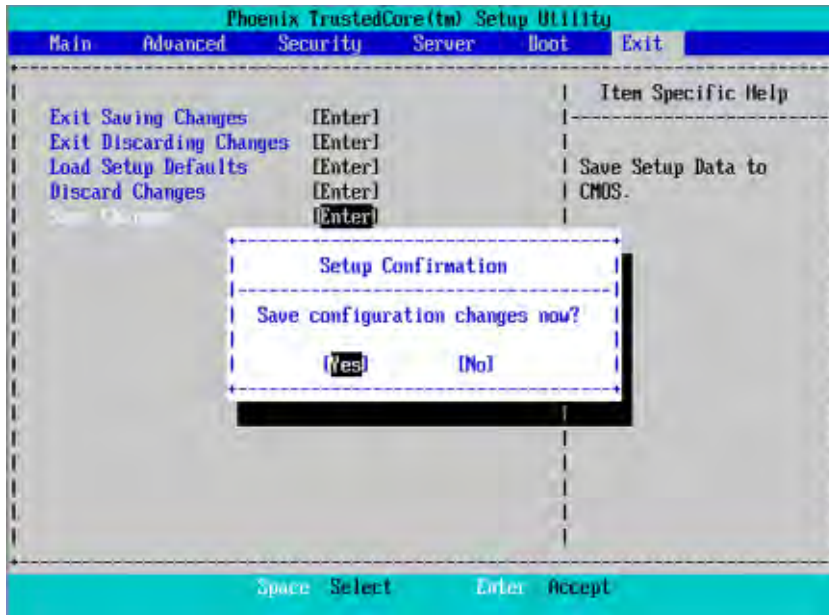 Phoenix TrustedCore(tm) Setup Utility
Main Advanced Security Server Boot Exit
Item Specific Help
Exit Saving Changes [Enter]
Exit Discarding Changes [Enter]
Load Setup Defaults [Enter]
Discard Changes [Enter]
Save Changes [Enter]
Save Setup Data to
CMOS.
Setup Confirmation
Save configuration changes now?
[Yes] [No]
Space Select Enter Accept